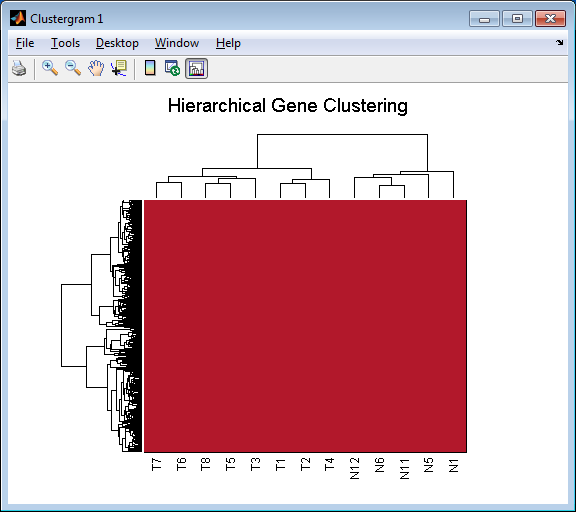 Clustergram 1
File Tools Desktop Window Help
Hierarchical Gene Clustering
T7 T6 T8 T5 T3 T1 T2 T4 N12 N6 N11 N5 N1